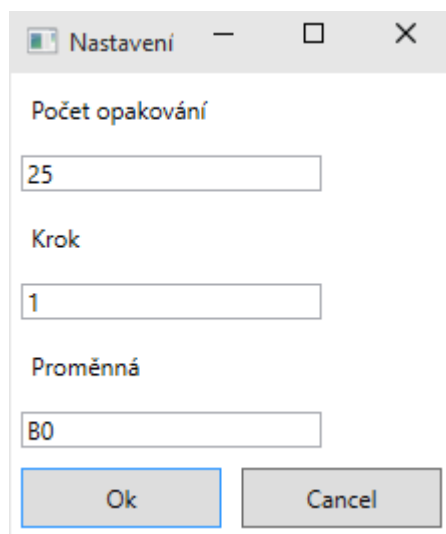 Nastavení
Počet opakování
25
Krok
1
Proměnná
B0
Ok Cancel